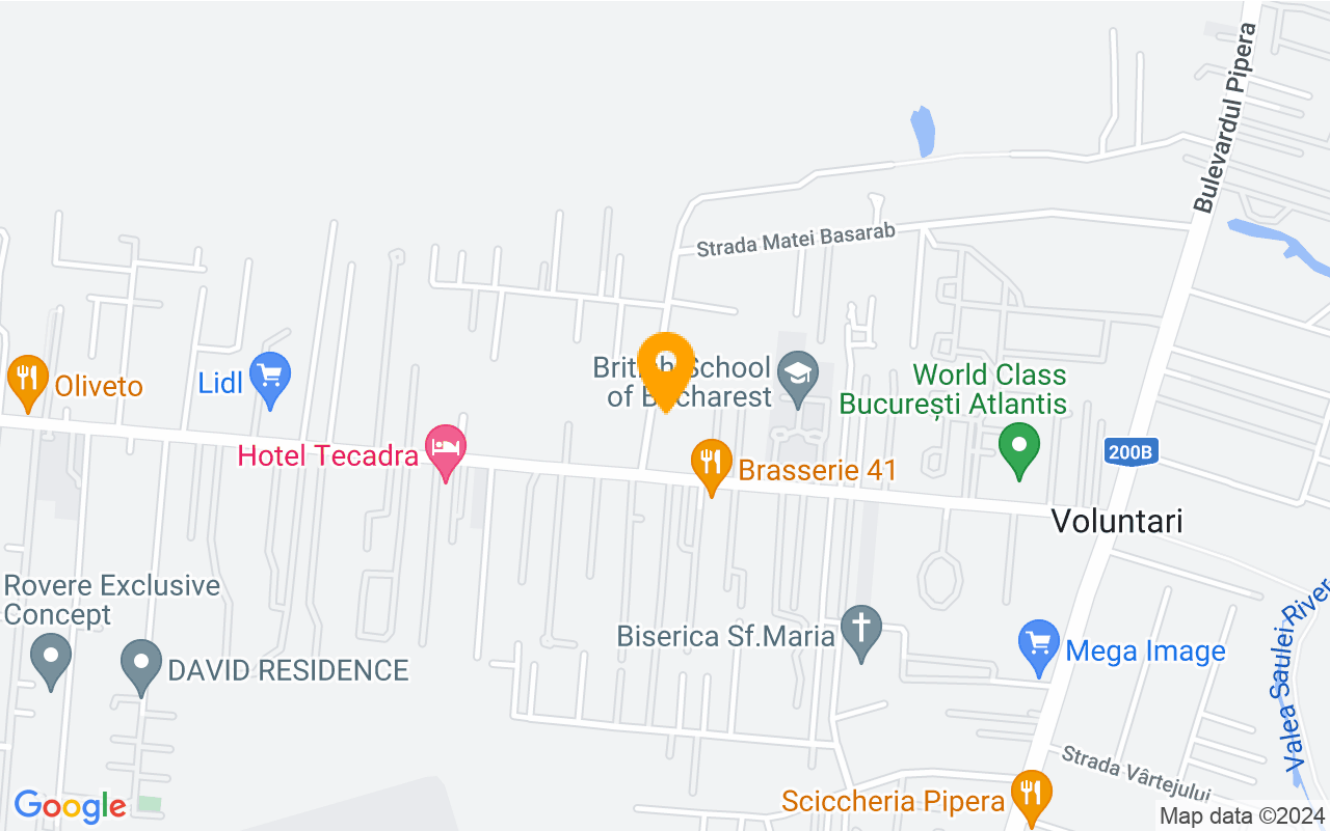 Bulevardul Pipera
Strada Matei Basarab
British School
of Bucharest
World Class
București Atlantis
Oliveto
Lidl
Hotel Tecadra
Brasserie 41
200B
Voluntari
Rovere Exclusive
Concept
DAVID RESIDENCE
Biserica Sf.Maria
Mega Image
Valea Saulei River
Strada Vârtejului
Sciccheria Pipera
Google
Map data ©2024